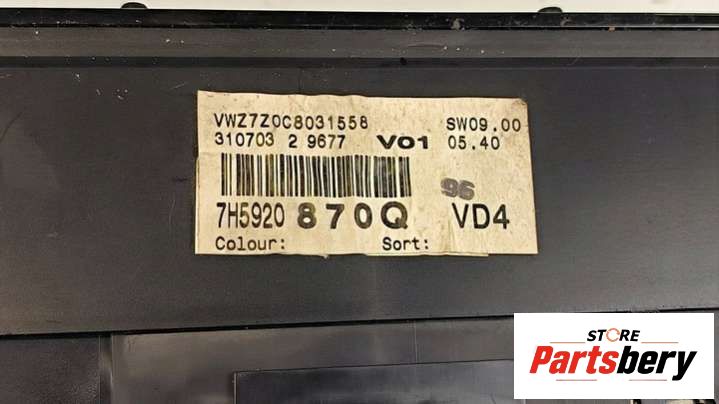 VWZ7Z0C8031558 SW09.00
310703 2 9677 V01 05.40
96
7H5920 870Q VD4
Colour: Sort:
STORE
Partsbery